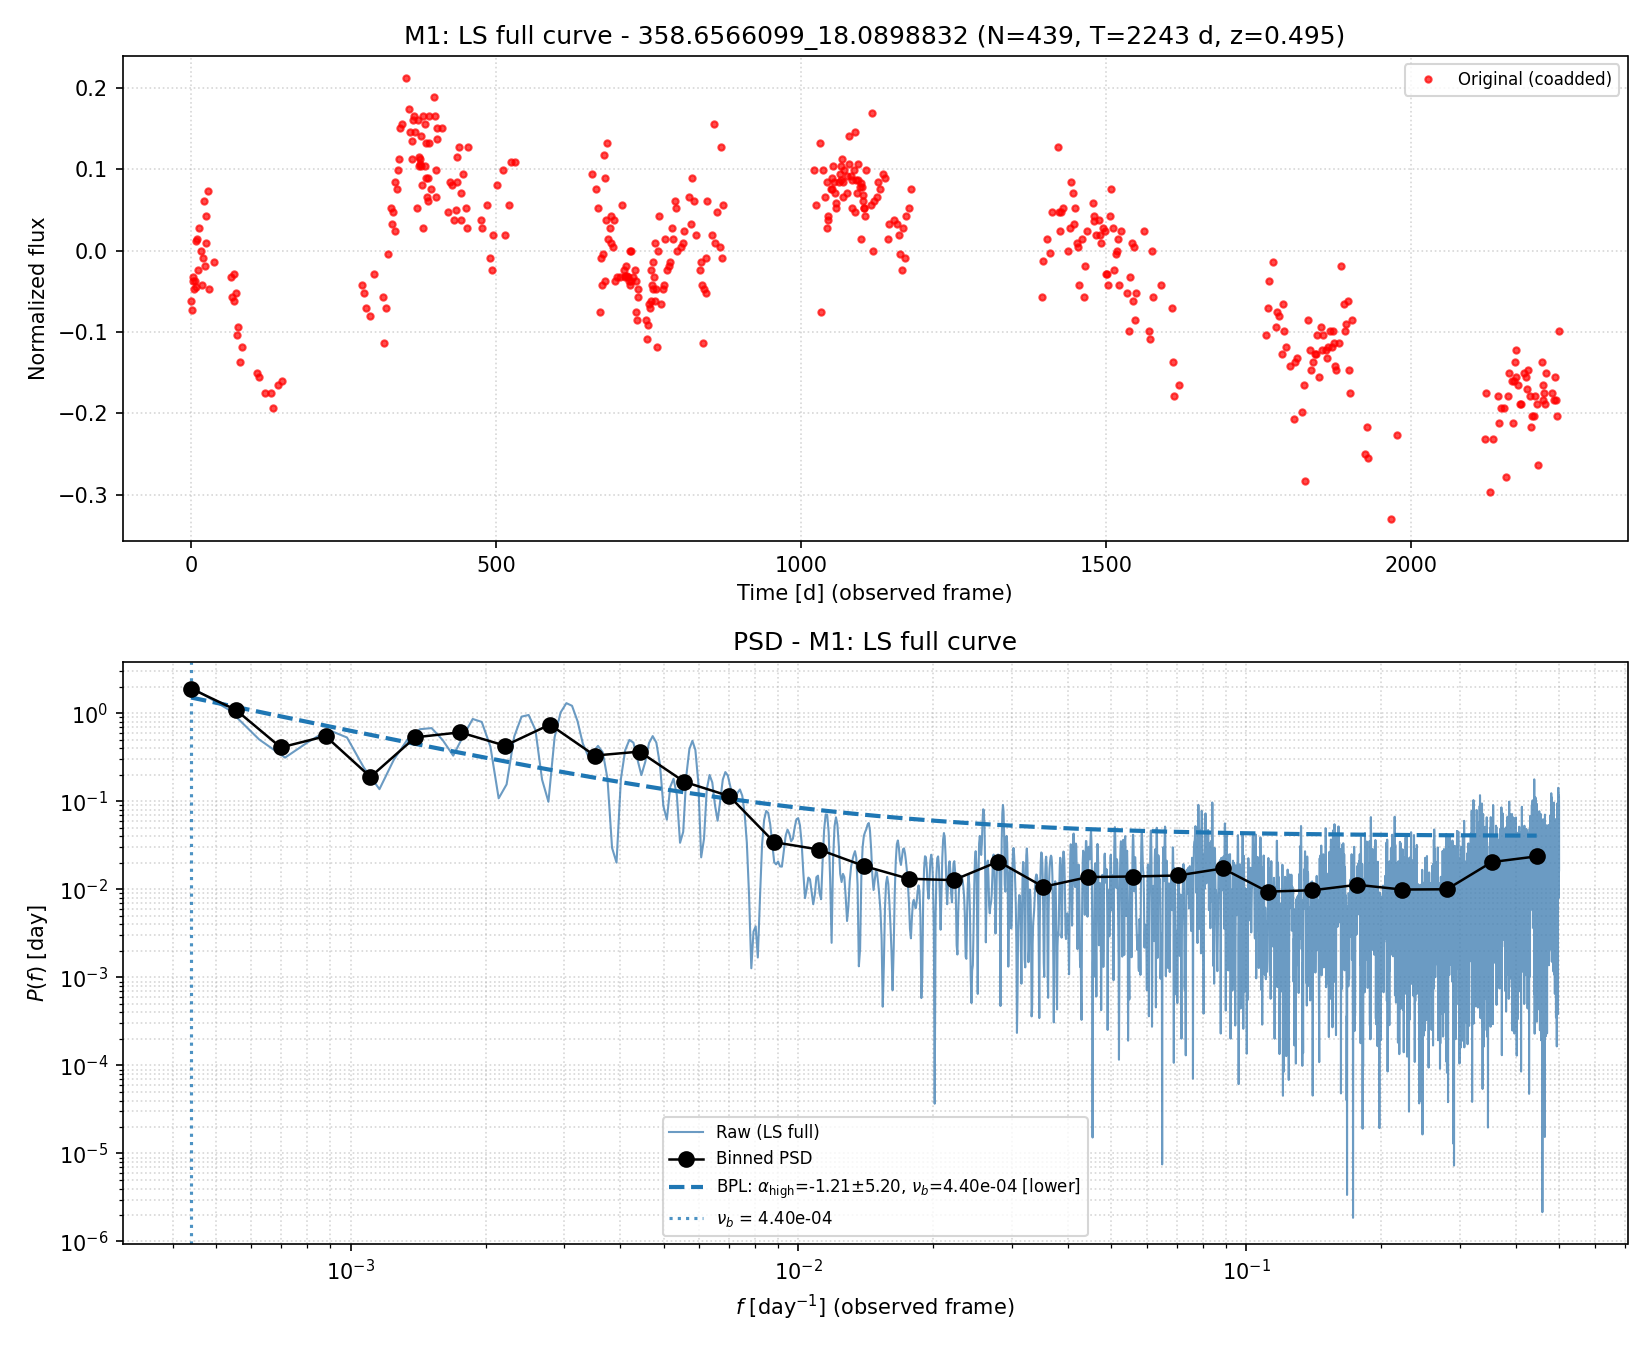 M1: LS full curve - 358.6566099_18.0898832 (N=439, T=2243 d, z=0.495)
Normalized flux
0.2
0.1
0.0
−0.1
−0.2
−0.3
Original (coadded)
0
500
1000
1500
2000
Time [d] (observed frame)
PSD - M1: LS full curve
P(f) [day]
10⁰
10⁻¹
10⁻²
10⁻³
10⁻⁴
10⁻⁵
10⁻⁶
Raw (LS full)
Binned PSD
BPL: α_high=-1.21±5.20, ν_b=4.40e-04 [lower]
ν_b = 4.40e-04
10⁻³
10⁻²
10⁻¹
f [day⁻¹] (observed frame)